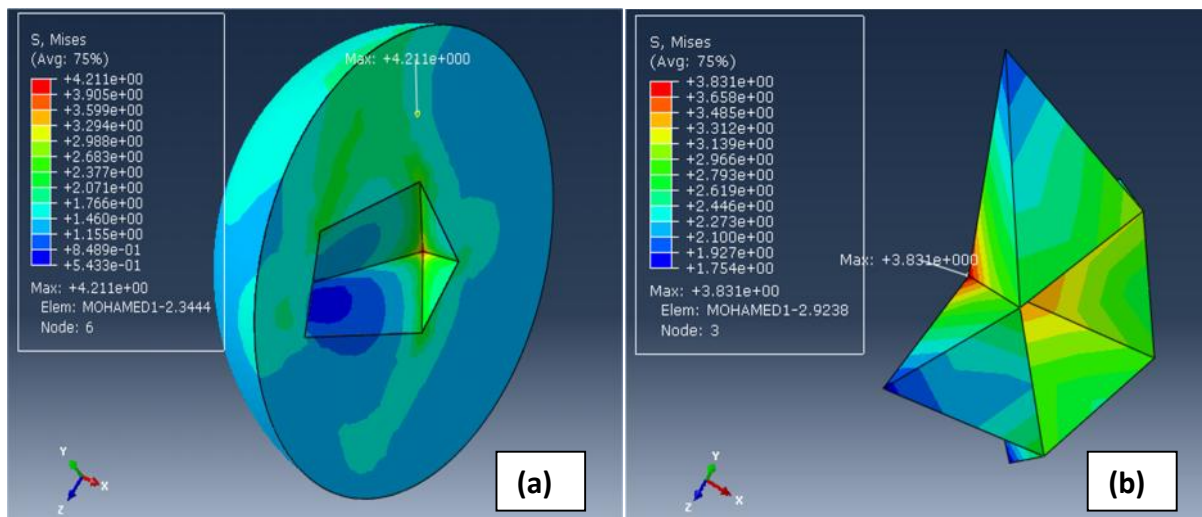 S, Mises
(Avg: 75%)
+4.211e+00
+3.905e+00
+3.599e+00
+3.294e+00
+2.988e+00
+2.683e+00
+2.377e+00
+2.071e+00
+1.766e+00
+1.460e+00
+1.155e+00
+8.489e-01
+5.433e-01
Max: +4.211e+00
Elem: MOHAMED1-2.3444
Node: 6
Max: +4.211e+000
Y
X
Z
(a)
S, Mises
(Avg: 75%)
+3.831e+00
+3.658e+00
+3.485e+00
+3.312e+00
+3.139e+00
+2.966e+00
+2.793e+00
+2.619e+00
+2.446e+00
+2.273e+00
+2.100e+00
+1.927e+00
+1.754e+00
Max: +3.831e+00
Elem: MOHAMED1-2.9238
Node: 3
Max: +3.831e+000
Y
X
Z
(b)